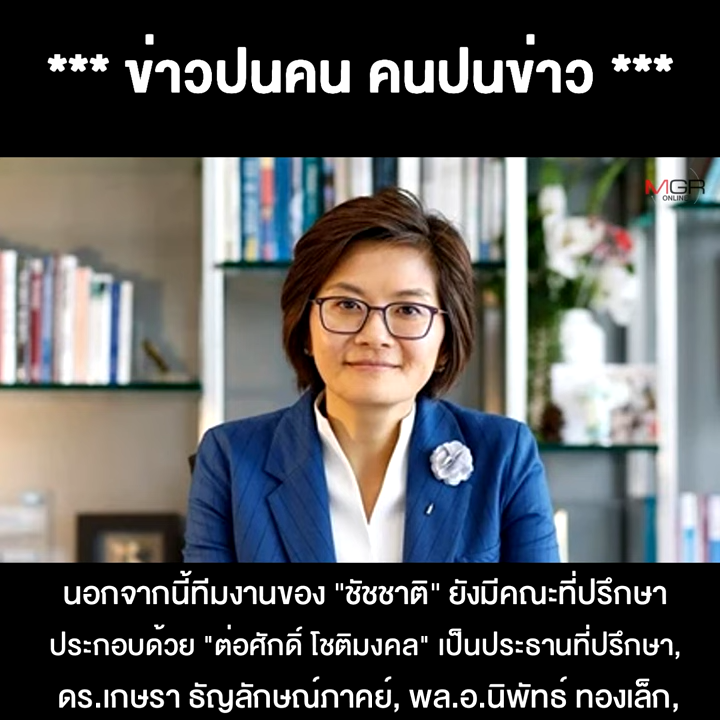 *** ข่าวปนคน คนปนข่าว ***
MGR
ONLINE
นอกจากนี้ทีมงานของ "ชัชชาติ" ยังมีคณะที่ปรึกษา
ประกอบด้วย "ต่อศักดิ์ โชติมงคล" เป็นประธานที่ปรึกษา,
ดร.เกษรา ธัญลักษณ์ภาคย์, พล.อ.นิพัทธ์ ทองเล็ก,